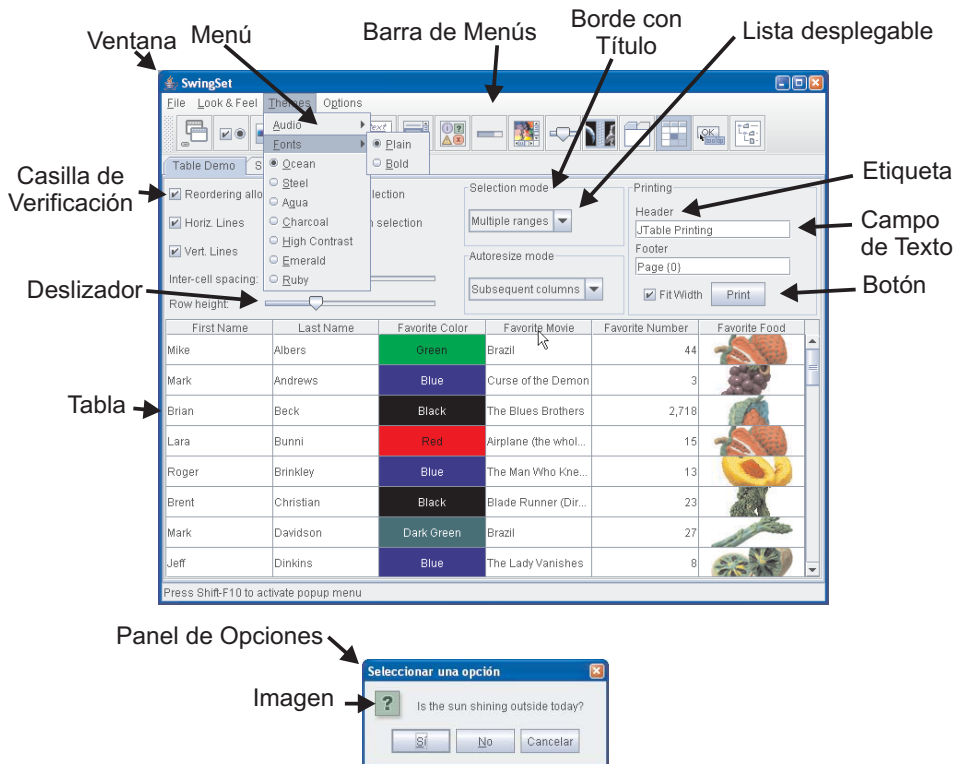 Ventana
Menú
Barra de Menús
Borde con
Título
Lista desplegable
SwingSet
File Look & Feel Themes Options
Audio
Fonts
Plain
Bold
Ocean
Steel
Agua
Charcoal
High Contrast
Emerald
Ruby
Text
OK
Table Demo
Casilla de
Verificación
Reordering allo
lection
Horiz. Lines
selection
Vert. Lines
Inter-cell spacing:
Deslizador
Row height:
Selection mode
Multiple ranges
Autoresize mode
Subsequent columns
Printing
Header
JTable Printing
Footer
Page {0}
Fit Width
Print
Etiqueta
Campo
de Texto
Botón
First Name Last Name Favorite Color Favorite Movie Favorite Number Favorite Food
Mike Albers Green Brazil 44
Mark Andrews Blue Curse of the Demon 3
Tabla
Brian Beck Black The Blues Brothers 2,718
Lara Bunni Red Airplane (the whol... 15
Roger Brinkley Blue The Man Who Kne... 13
Brent Christian Black Blade Runner (Dir... 23
Mark Davidson Dark Green Brazil 27
Jeff Dinkins Blue The Lady Vanishes 8
Press Shift-F10 to activate popup menu
Panel de Opciones
Seleccionar una opción
Imagen
? Is the sun shining outside today?
Sí No Cancelar